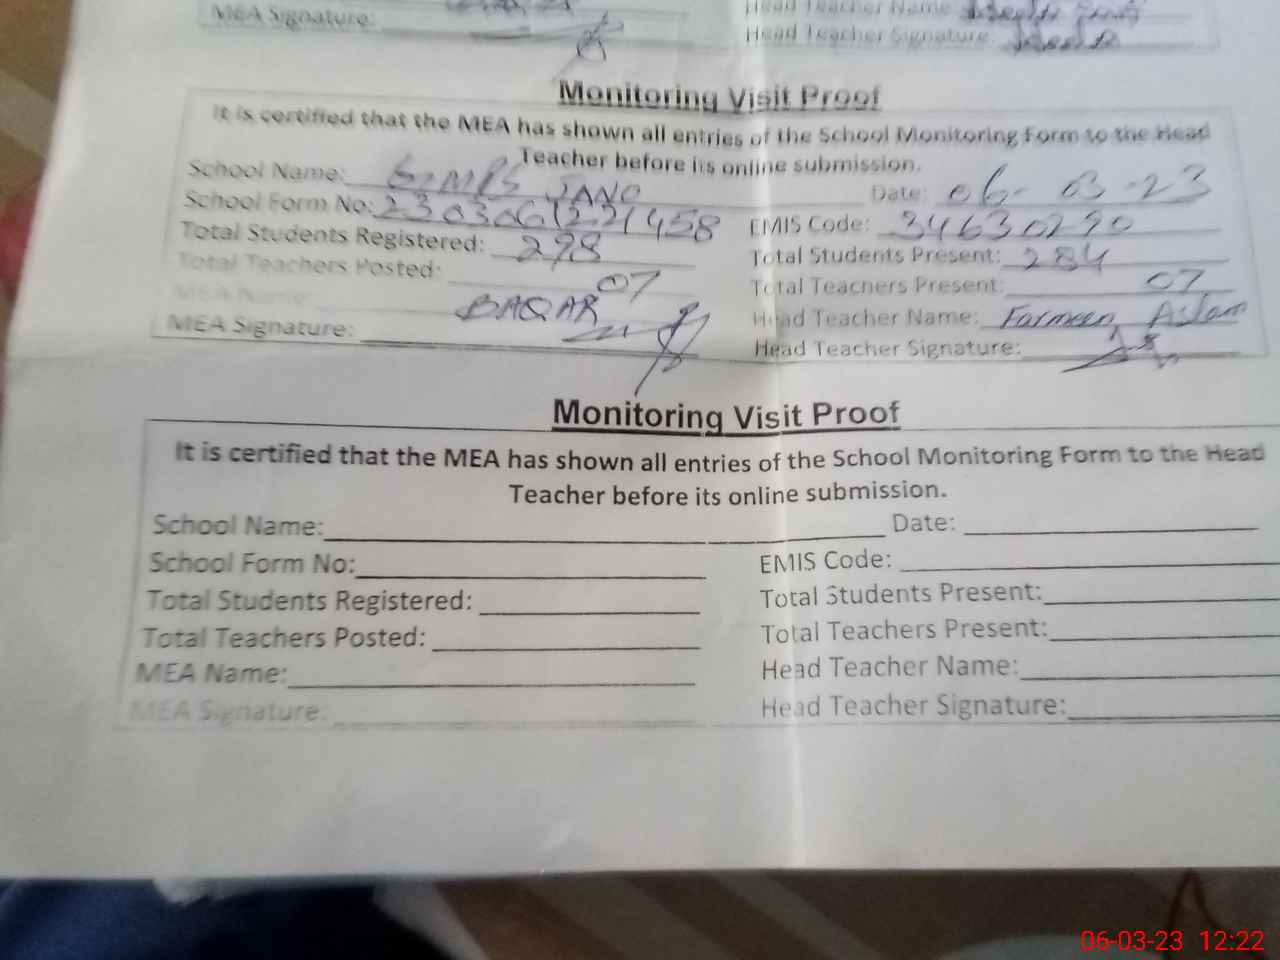 MEA Signature:
Head Teacher Name
Head Teacher Signature:
Monitoring Visit Proof
It is certified that the MEA has shown all entries of the School Monitoring Form to the Head
Teacher before its online submission.
School Name: GMPS JANO Date: 06-03-23
School Form No: EMIS Code: 34630290
Total Students Registered: 298 Total Students Present: 284
Total Teachers Posted: 07 Total Teachers Present: 07
MEA Name: BAQAR Head Teacher Name: Farmeen Aslam
MEA Signature: Head Teacher Signature:
Monitoring Visit Proof
It is certified that the MEA has shown all entries of the School Monitoring Form to the Head
Teacher before its online submission.
School Name: Date:
School Form No: EMIS Code:
Total Students Registered: Total Students Present:
Total Teachers Posted: Total Teachers Present:
MEA Name: Head Teacher Name:
MEA Signature: Head Teacher Signature:
06-03-23 12:22